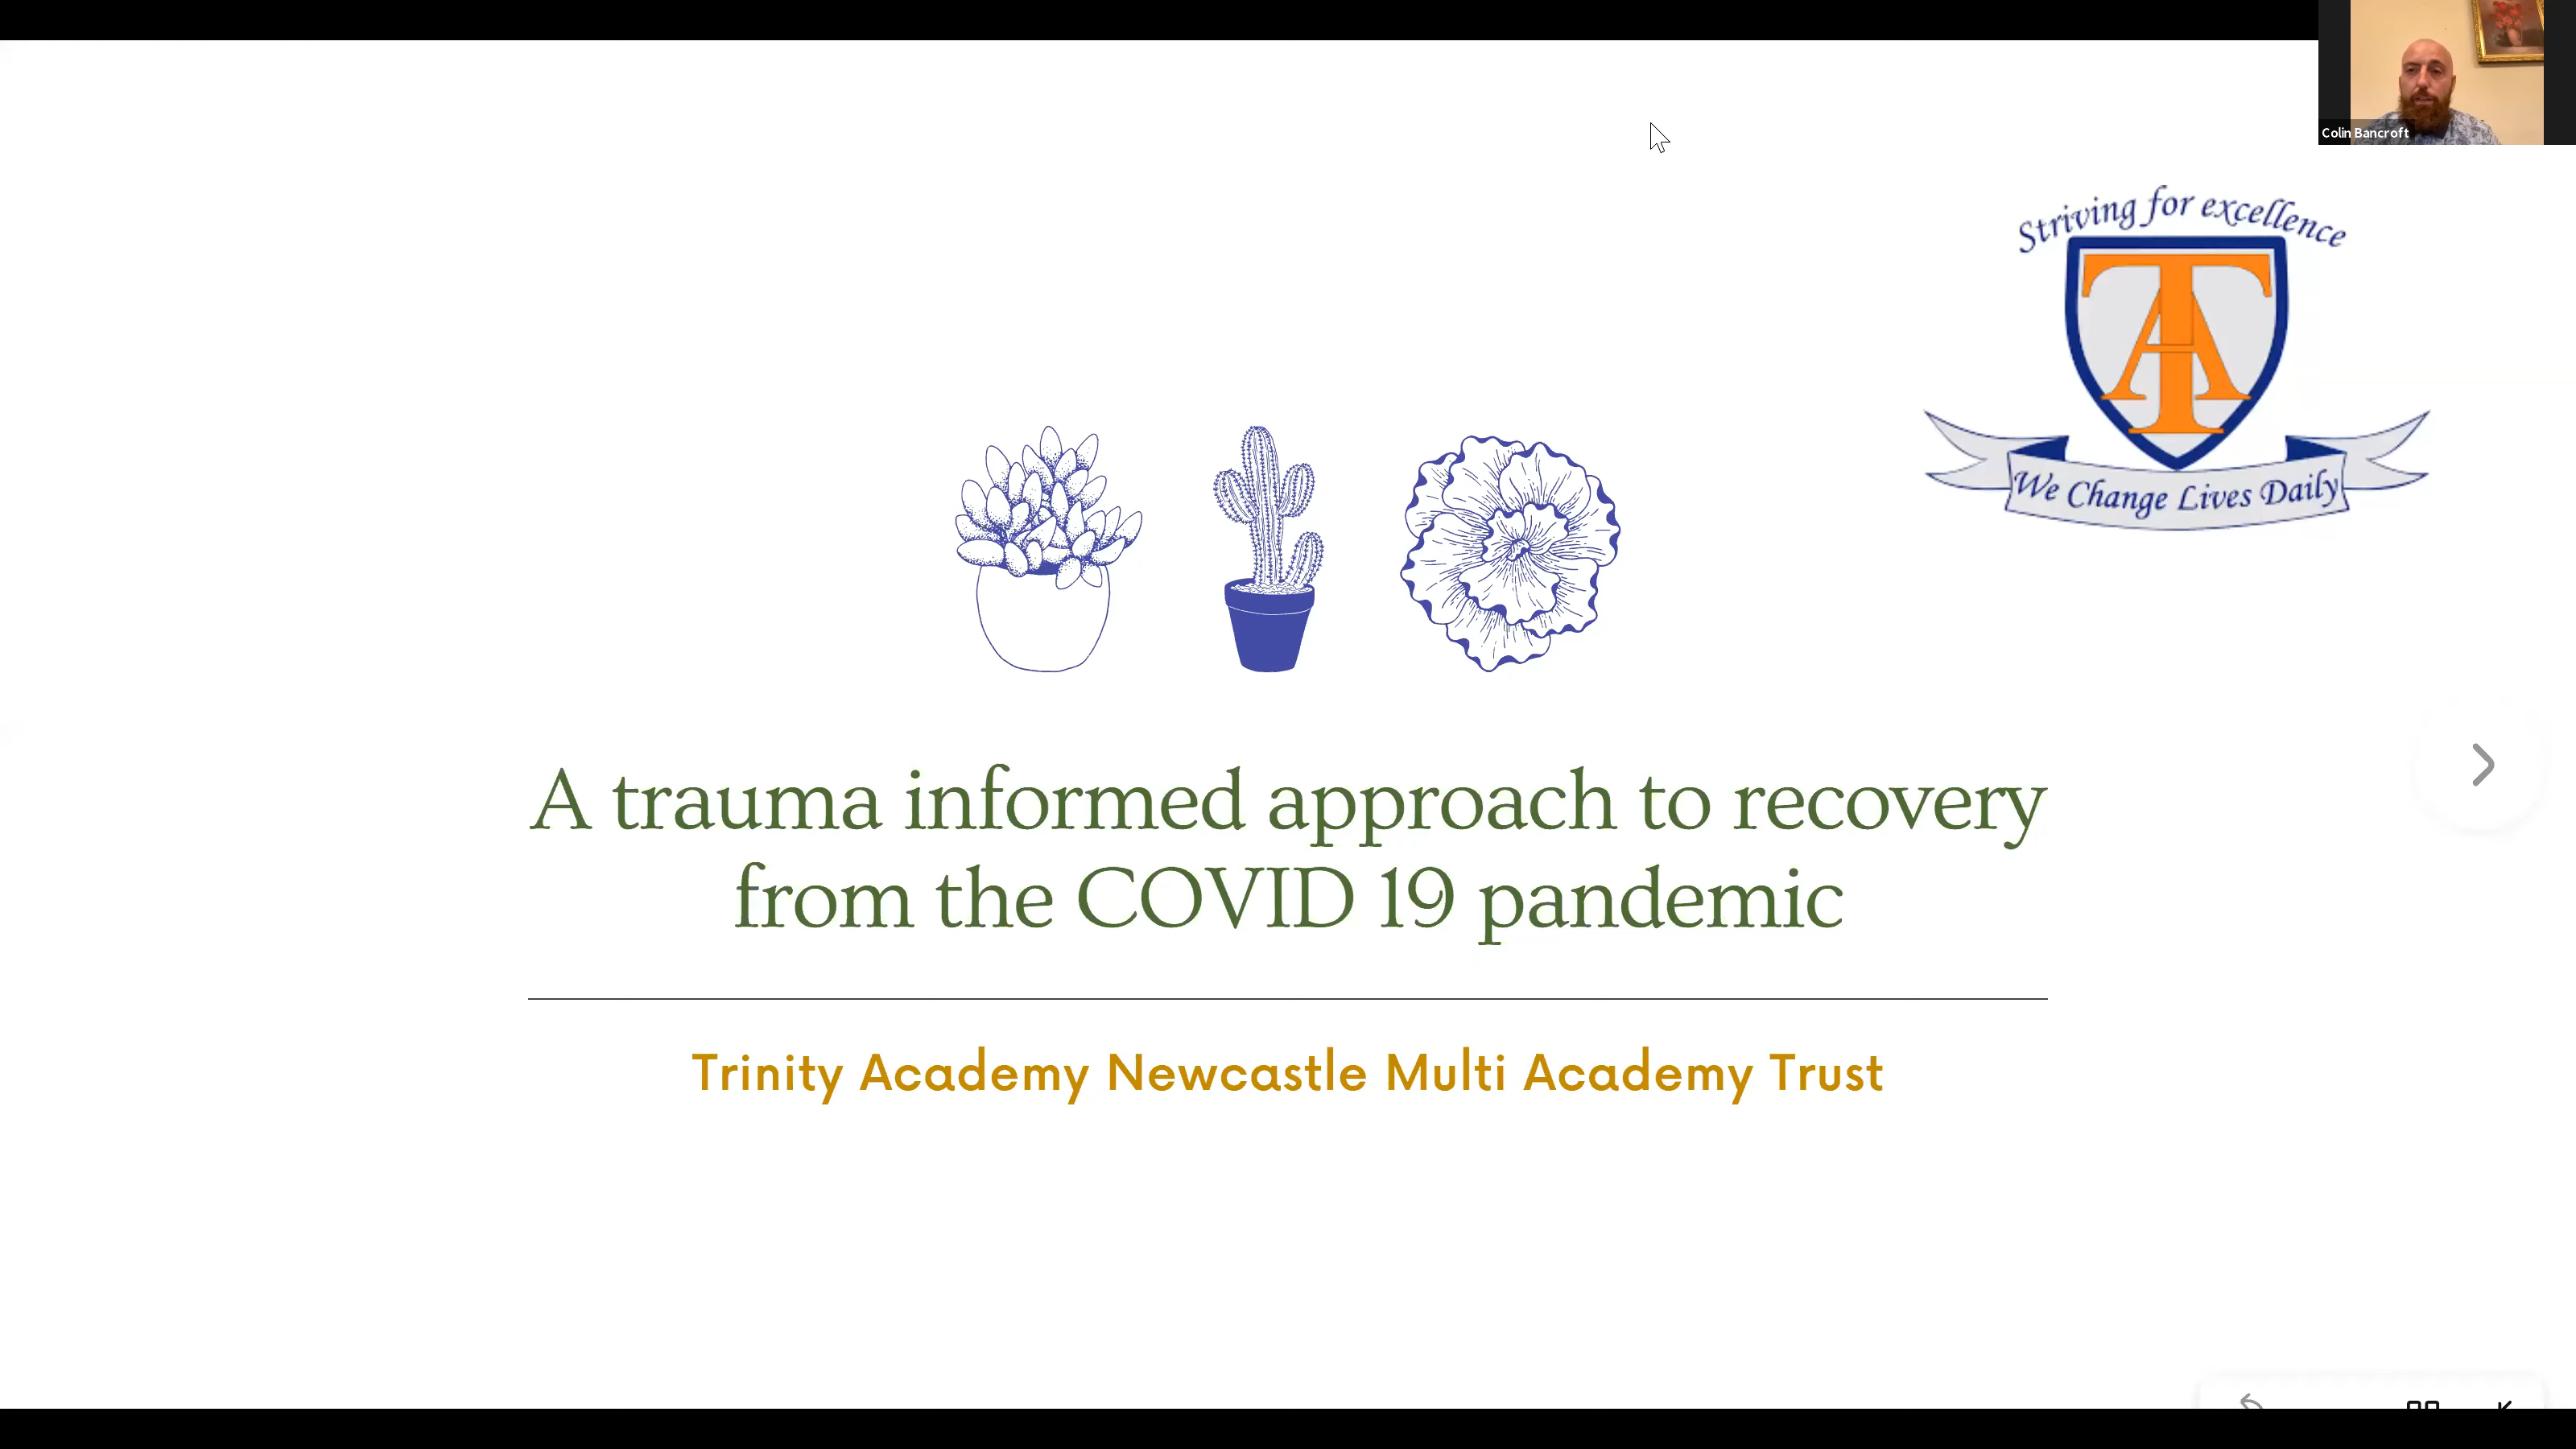 Colin Bancroft
Striving for excellence
TA
We Change Lives Daily
A trauma informed approach to recovery
from the COVID 19 pandemic
Trinity Academy Newcastle Multi Academy Trust